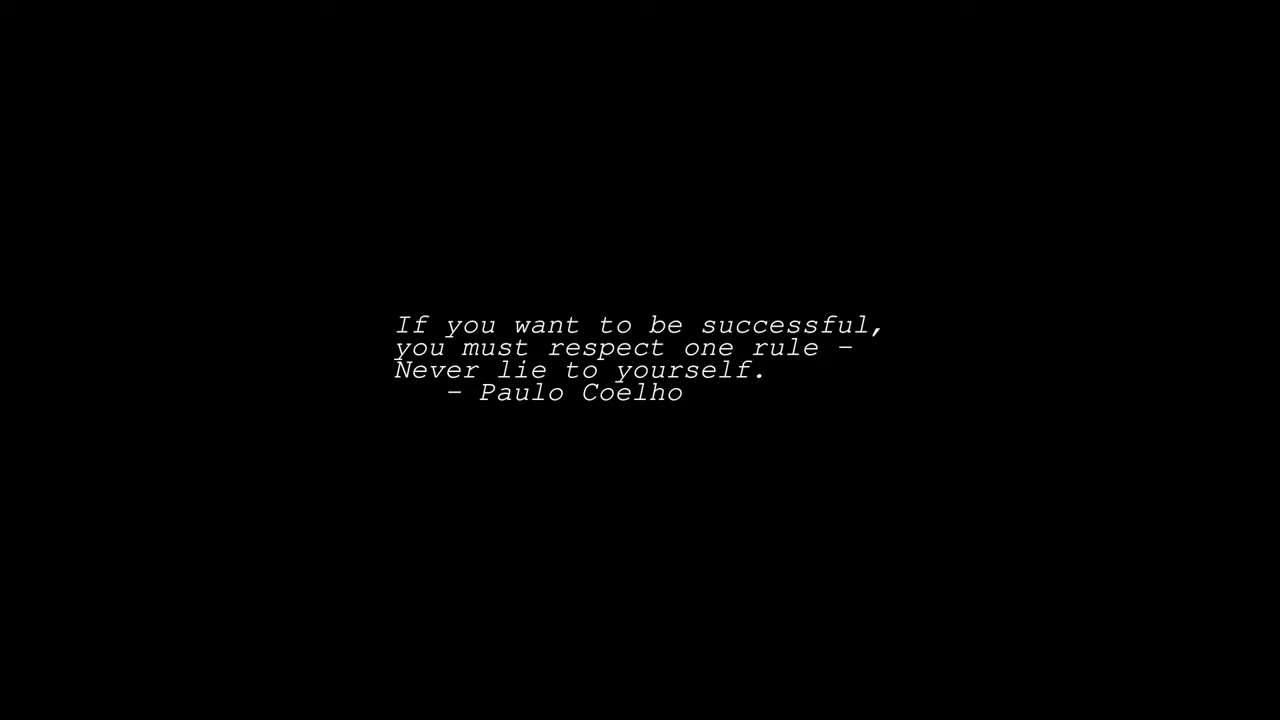 If you want to be successful,
you must respect one rule –
Never lie to yourself.
– Paulo Coelho